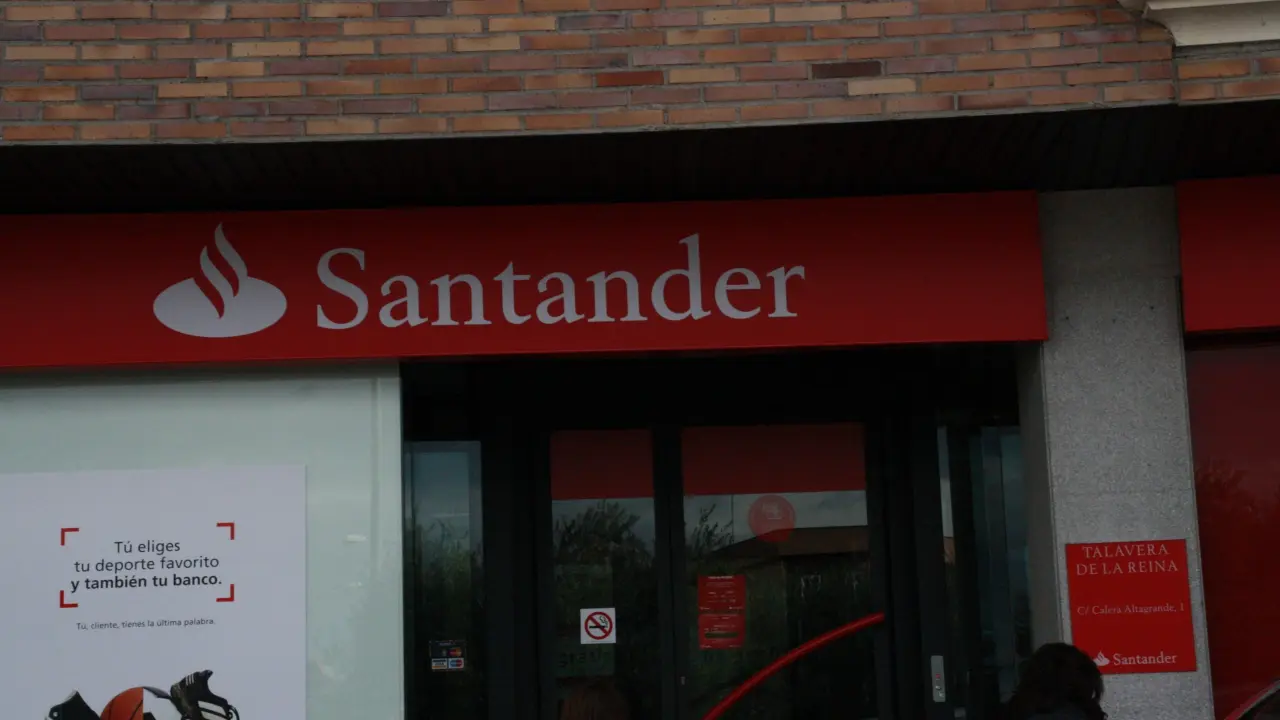 Santander
Tú eliges
tu deporte favorito
y también tu banco.
Tú, cliente, tienes la última palabra.
TALAVERA
DE LA REINA
C/ Calera Altagrande, 1
Santander